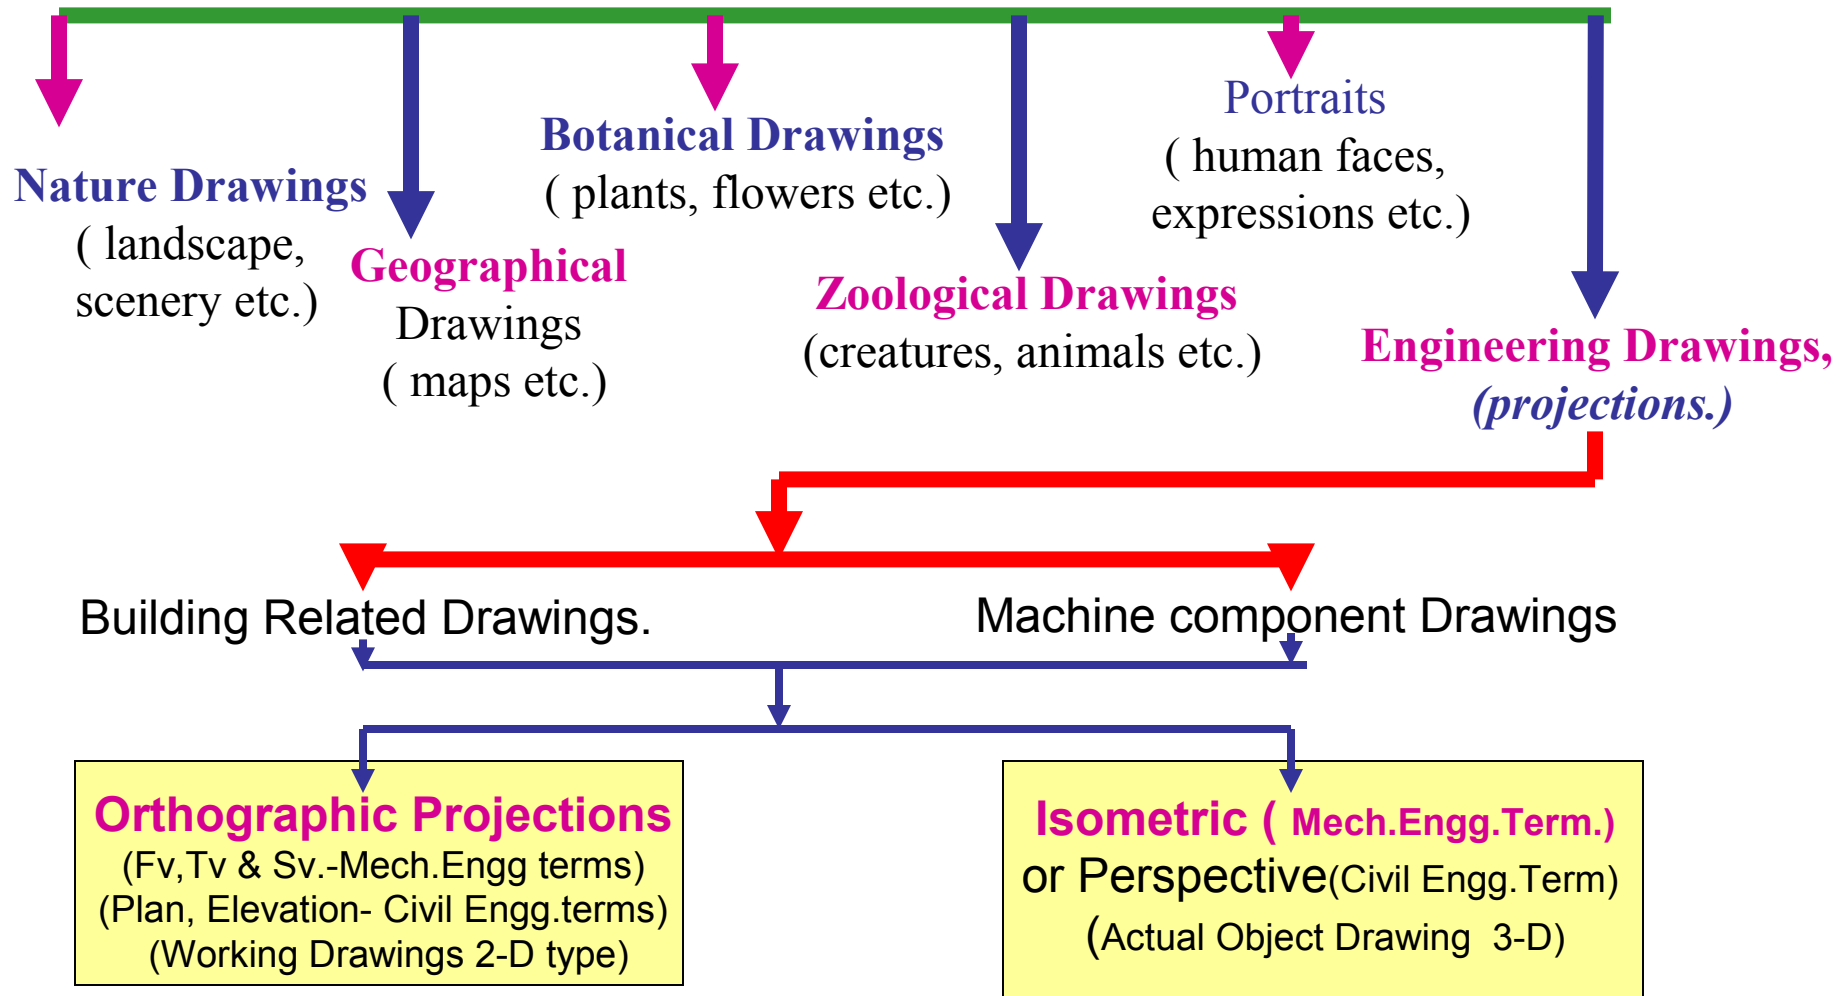 Nature Drawings
( landscape,
scenery etc.)
Geographical
Drawings
( maps etc.)
Botanical Drawings
( plants, flowers etc.)
Zoological Drawings
(creatures, animals etc.)
Portraits
( human faces,
expressions etc.)
Engineering Drawings,
(projections.)
Building Related Drawings.
Machine component Drawings
Orthographic Projections
(Fv,Tv & Sv.-Mech.Engg terms)
(Plan, Elevation- Civil Engg.terms)
(Working Drawings 2-D type)
Isometric ( Mech.Engg.Term.)
or Perspective(Civil Engg.Term)
(Actual Object Drawing 3-D)